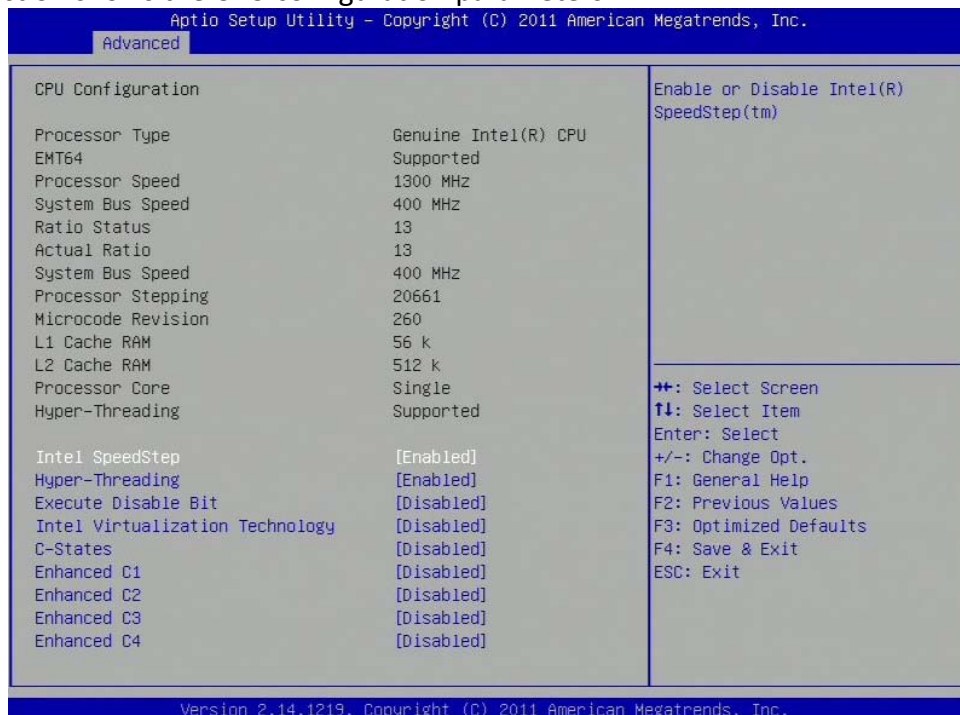 Aptio Setup Utility – Copyright (C) 2011 American Megatrends, Inc.
Advanced
CPU Configuration
Processor Type Genuine Intel(R) CPU
EMT64 Supported
Processor Speed 1300 MHz
System Bus Speed 400 MHz
Ratio Status 13
Actual Ratio 13
System Bus Speed 400 MHz
Processor Stepping 20661
Microcode Revision 260
L1 Cache RAM 56 k
L2 Cache RAM 512 k
Processor Core Single
Hyper-Threading Supported
Intel SpeedStep [Enabled]
Hyper-Threading [Enabled]
Execute Disable Bit [Disabled]
Intel Virtualization Technology [Disabled]
C-States [Disabled]
Enhanced C1 [Disabled]
Enhanced C2 [Disabled]
Enhanced C3 [Disabled]
Enhanced C4 [Disabled]
Enable or Disable Intel(R)
SpeedStep(tm)
→←: Select Screen
↑↓: Select Item
Enter: Select
+/-: Change Opt.
F1: General Help
F2: Previous Values
F3: Optimized Defaults
F4: Save & Exit
ESC: Exit
Version 2.14.1219. Copyright (C) 2011 American Megatrends, Inc.